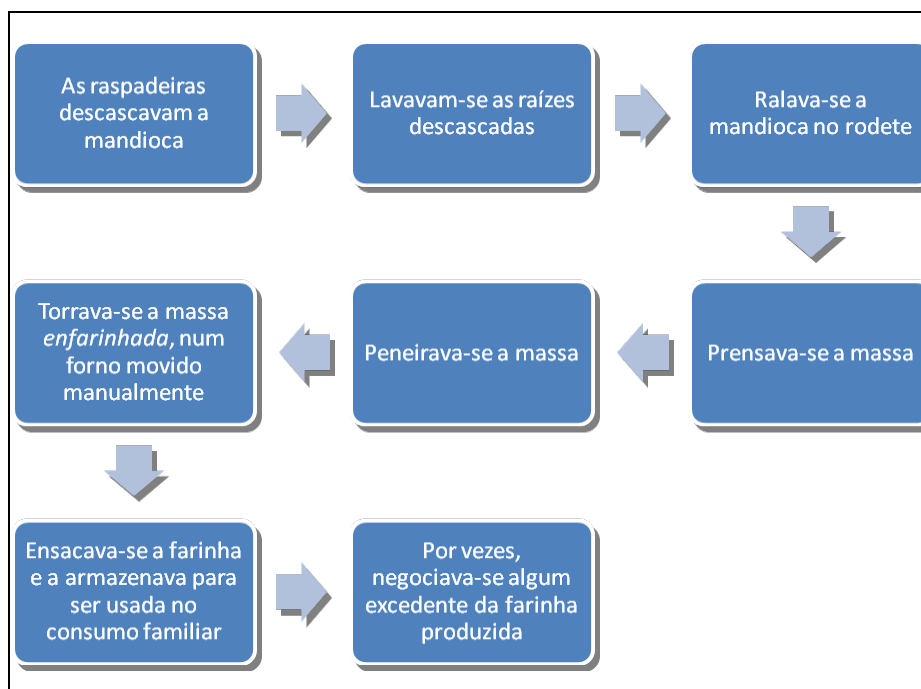 As raspadeiras
descascavam a
mandioca
Lavavam-se as raízes
descascadas
Ralava-se a
mandioca no rodete
Prensava-se a massa
Peneirava-se a massa
Torrava-se a massa
enfarinhada, num
forno movido
manualmente
Ensacava-se a farinha
e a armazenava para
ser usada no
consumo familiar
Por vezes,
negociava-se algum
excedente da farinha
produzida